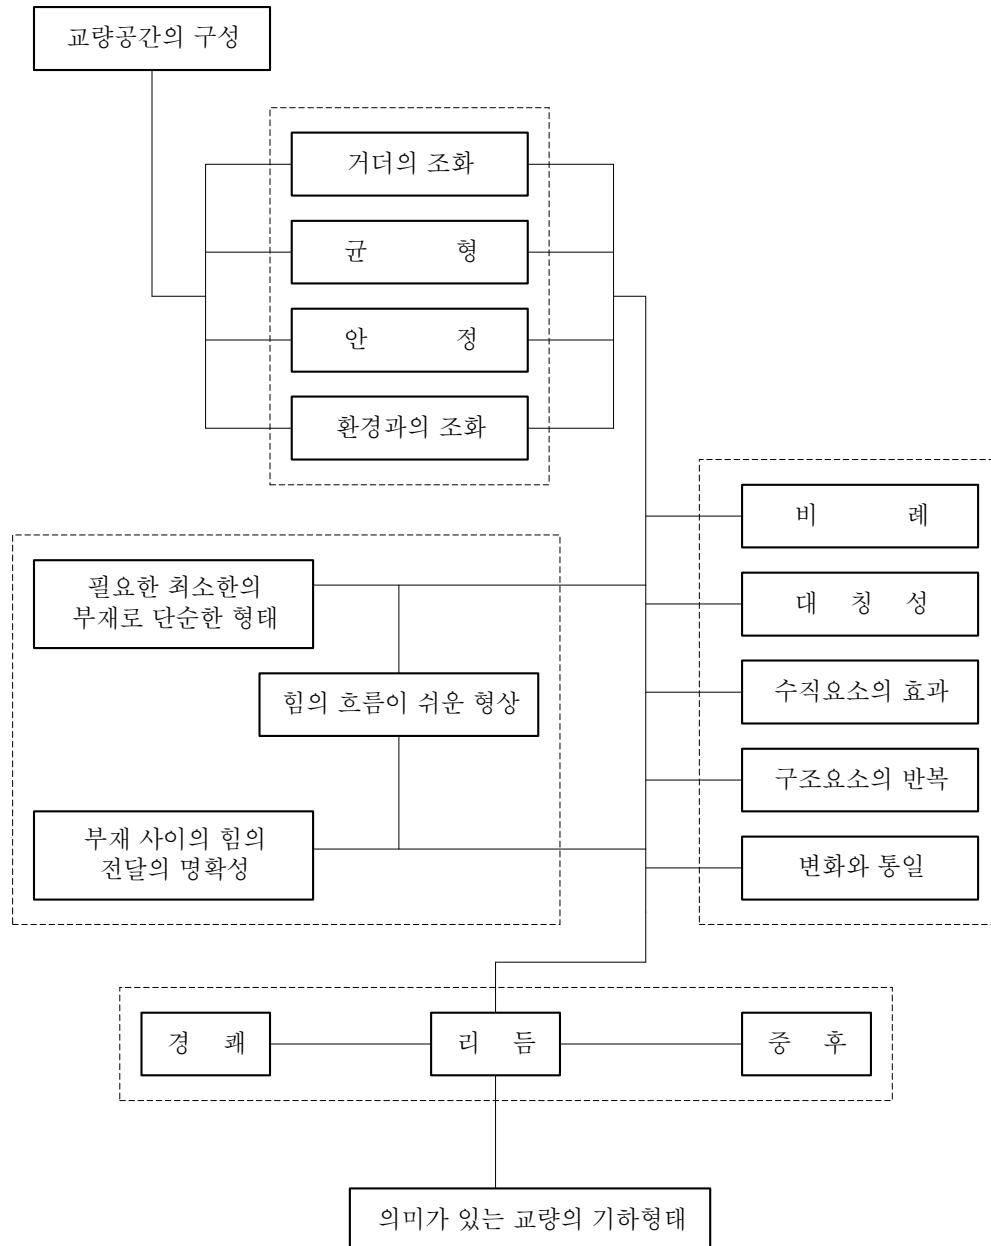 교량공간의 구성
거더의 조화
균 형
안 정
환경과의 조화
비 례
대 칭 성
수직요소의 효과
구조요소의 반복
변화와 통일
필요한 최소한의
부재로 단순한 형태
힘의 흐름이 쉬운 형상
부재 사이의 힘의
전달의 명확성
경 쾌
리 듬
중 후
의미가 있는 교량의 기하형태